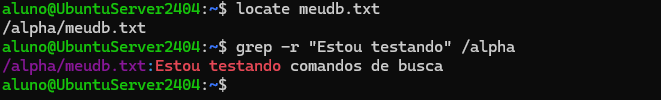 aluno@UbuntuServer2404:~$ locate meudb.txt
/alpha/meudb.txt
aluno@UbuntuServer2404:~$ grep -r "Estou testando" /alpha
/alpha/meudb.txt:Estou testando comandos de busca
aluno@UbuntuServer2404:~$